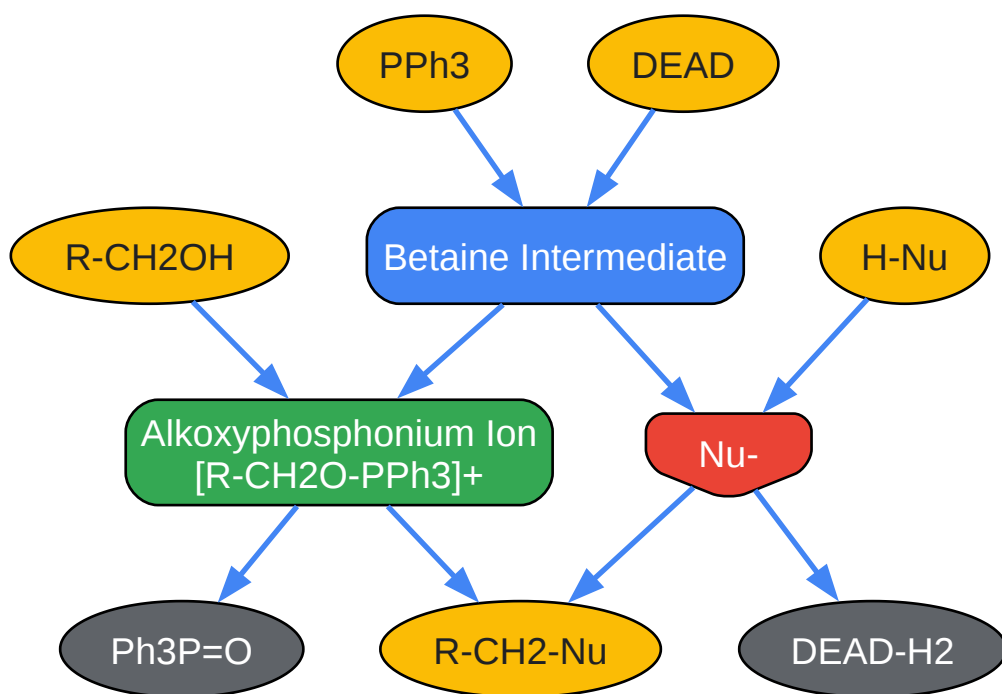 PPh3
DEAD
R-CH2OH
Betaine Intermediate
H-Nu
Alkoxyphosphonium Ion
[R-CH2O-PPh3]+
Nu-
Ph3P=O
R-CH2-Nu
DEAD-H2